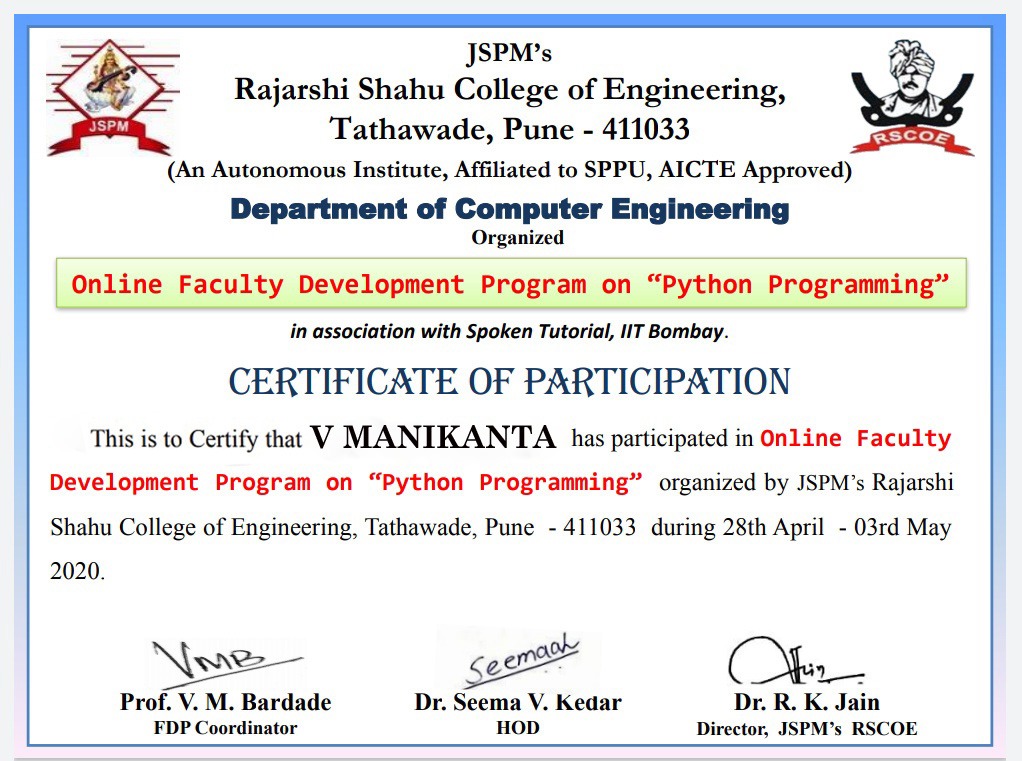 JSPM’s
Rajarshi Shahu College of Engineering,
Tathawade, Pune - 411033
(An Autonomous Institute, Affiliated to SPPU, AICTE Approved)
JSPM
RSCOE
Department of Computer Engineering
Organized
Online Faculty Development Program on “Python Programming”
in association with Spoken Tutorial, IIT Bombay.
CERTIFICATE OF PARTICIPATION
This is to Certify that V MANIKANTA has participated in Online Faculty
Development Program on “Python Programming” organized by JSPM’s Rajarshi
Shahu College of Engineering, Tathawade, Pune - 411033 during 28th April - 03rd May
2020.
VMB Seemaah
Prof. V. M. Bardade Dr. Seema V. Kedar Dr. R. K. Jain
FDP Coordinator HOD Director, JSPM’s RSCOE